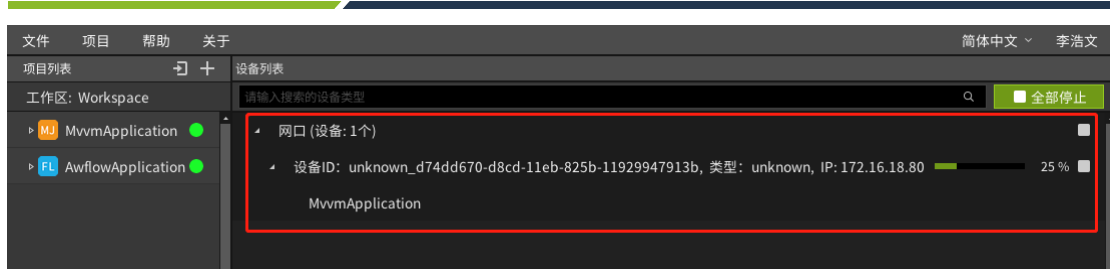 文件 项目 帮助 关于 简体中文 李浩文
项目列表 设备列表
工作区: Workspace 请输入搜索的设备类型 全部停止
MJ MvvmApplication 网口 (设备: 1个)
FL AwflowApplication 设备ID: unknown_d74dd670-d8cd-11eb-825b-11929947913b, 类型: unknown, IP: 172.16.18.80 25 %
MvvmApplication